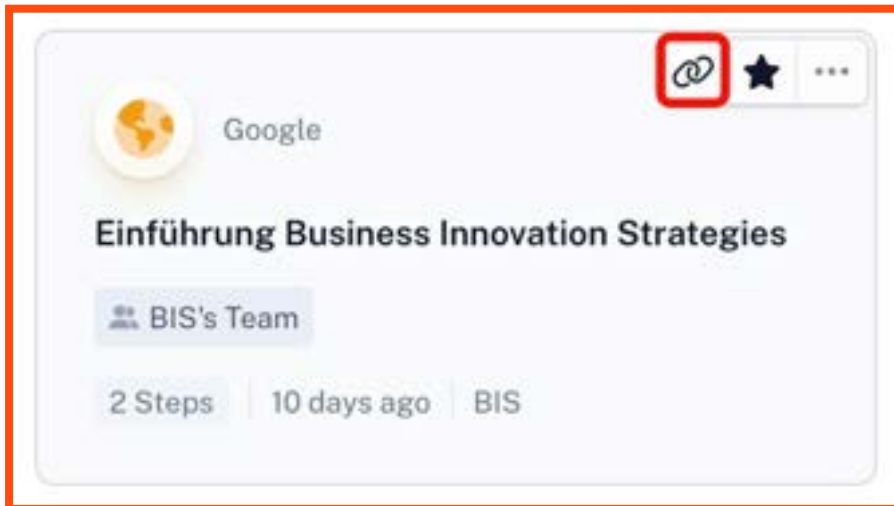 Google
Einführung Business Innovation Strategies
BIS's Team
2 Steps 10 days ago BIS